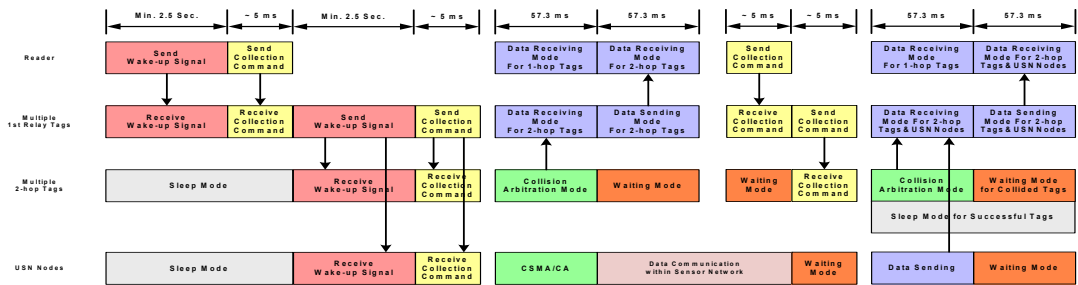 Min. 2.5 Sec.
~ 5 ms
Min. 2.5 Sec.
~ 5 ms
57.3 ms
57.3 ms
~ 5 ms
~ 5 ms
57.3 ms
57.3 ms
Reader
Send
Wake-up Signal
Send
Collection
Command
Data Receiving
Mode
For 1-hop Tags
Data Receiving
Mode
For 2-hop Tags
Send
Collection
Command
Data Receiving
Mode
For 1-hop Tags
Data Receiving
Mode For 2-hop
Tags&USN Nodes
Multiple
1st Relay Tags
Receive
Wake-up Signal
Receive
Collection
Command
Send
Wake-up Signal
Send
Collection
Command
Data Receiving
Mode
For 2-hop Tags
Data Sending
Mode
For 2-hop Tags
Receive
Collection
Command
Send
Collection
Command
Data Receiving
Mode For 2-hop
Tags&USN Nodes
Data Sending
Mode For 2-hop
Tags&USN Nodes
Multiple
2-hop Tags
Sleep Mode
Receive
Wake-up Signal
Receive
Collection
Command
Collision
Arbitration Mode
Waiting Mode
Waiting
Mode
Receive
Collection
Command
Collision
Arbitration Mode
Waiting Mode
for Collided Tags
Sleep Mode for Successful Tags
USN Nodes
Sleep Mode
Receive
Wake-up Signal
Receive
Collection
Command
CSMA/CA
Data Communication
within Sensor Network
Waiting
Mode
Data Sending
Waiting Mode